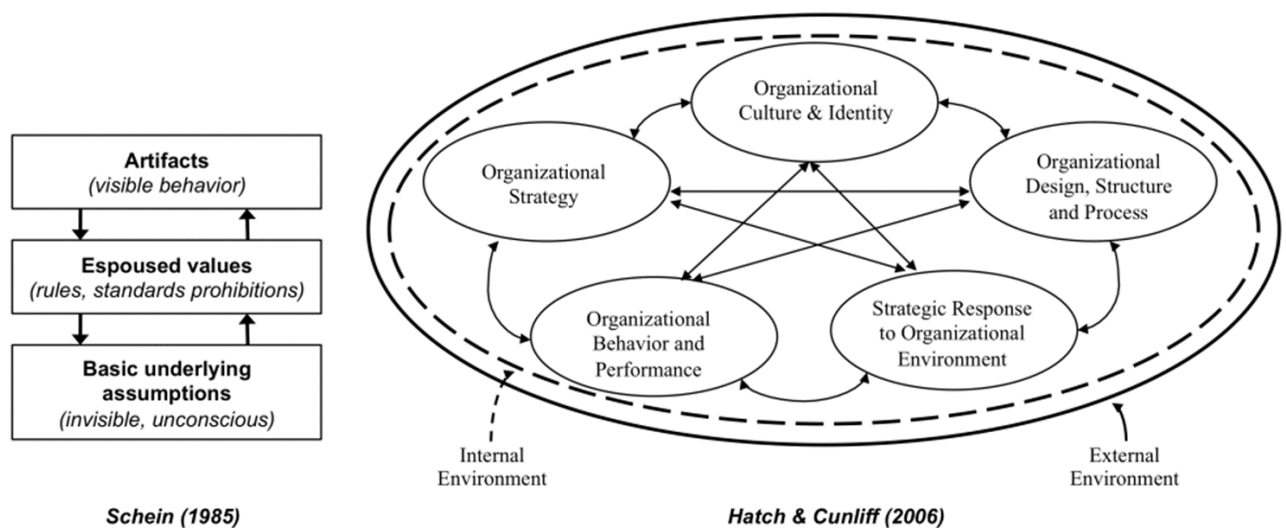 Artifacts
(visible behavior)
Espoused values
(rules, standards prohibitions)
Basic underlying
assumptions
(invisible, unconscious)
Schein (1985)
Organizational
Culture & Identity
Organizational
Strategy
Organizational
Design, Structure
and Process
Organizational
Behavior and
Performance
Strategic Response
to Organizational
Environment
Internal
Environment
External
Environment
Hatch & Cunliff (2006)